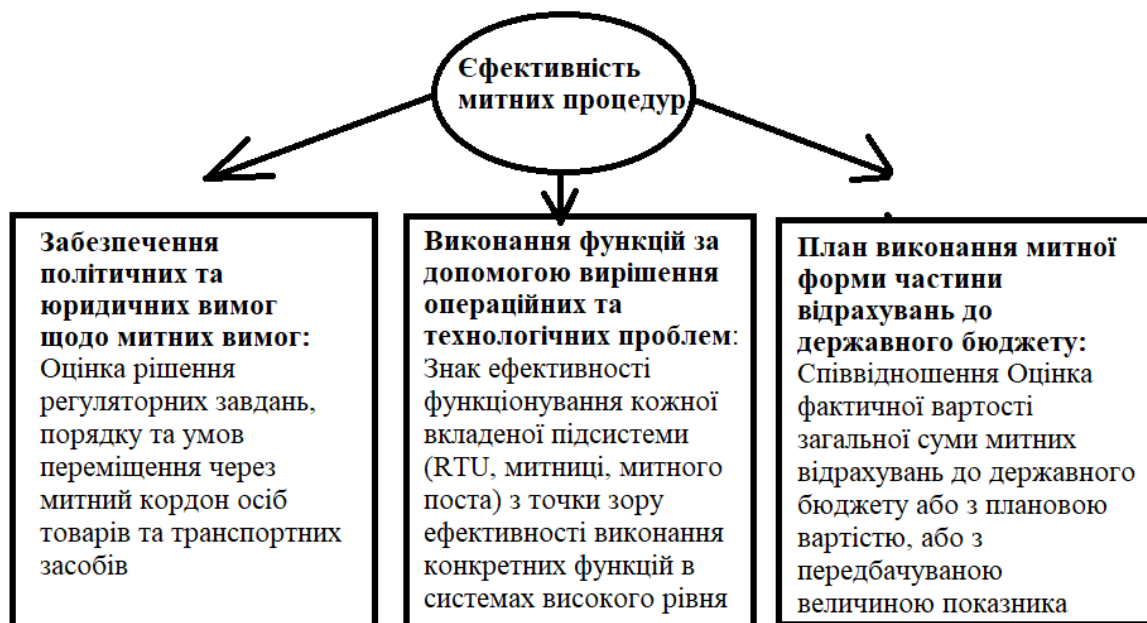 Єфективність
митних процедур
Забезпечення
політичних та
юридичних вимог
щодо митних вимог:
Оцінка рішення
регуляторних завдань,
порядку та умов
переміщення через
митний кордон осіб
товарів та транспортних
засобів
Виконання функцій за
допомогою вирішення
операційних та
технологічних проблем:
Знак ефективності
функціонування кожної
вкладеної підсистеми
(RTU, митниці, митного
поста) з точки зору
ефективності виконання
конкретних функцій в
системах високого рівня
План виконання митної
форми частини
відрахувань до
державного бюджету:
Співвідношення Оцінка
фактичної вартості
загальної суми митних
відрахувань до державного
бюджету або з плановою
вартістю, або з
передбачуваною
величиною показника